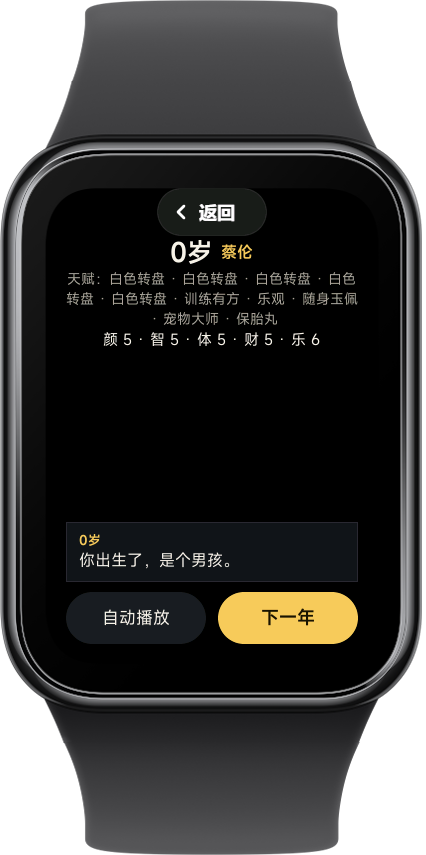 返回
0岁 蔡伦
天赋：白色转盘 · 白色转盘 · 白色转盘 · 白色
转盘 · 白色转盘 · 训练有方 · 乐观 · 随身玉佩
· 宠物大师 · 保胎丸
颜 5 · 智 5 · 体 5 · 财 5 · 乐 6
0岁
你出生了，是个男孩。
自动播放 下一年